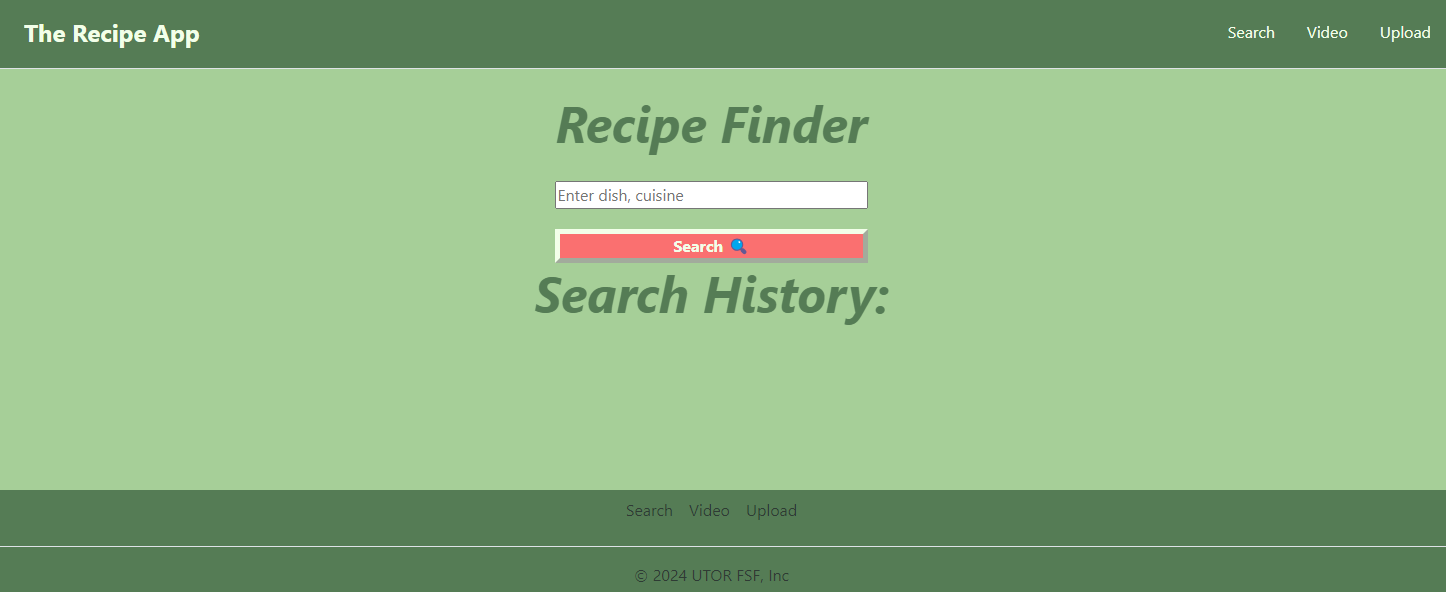 The Recipe App
Search Video Upload
Recipe Finder
Enter dish, cuisine
Search 🔍
Search History:
Search Video Upload
© 2024 UTOR FSF, Inc